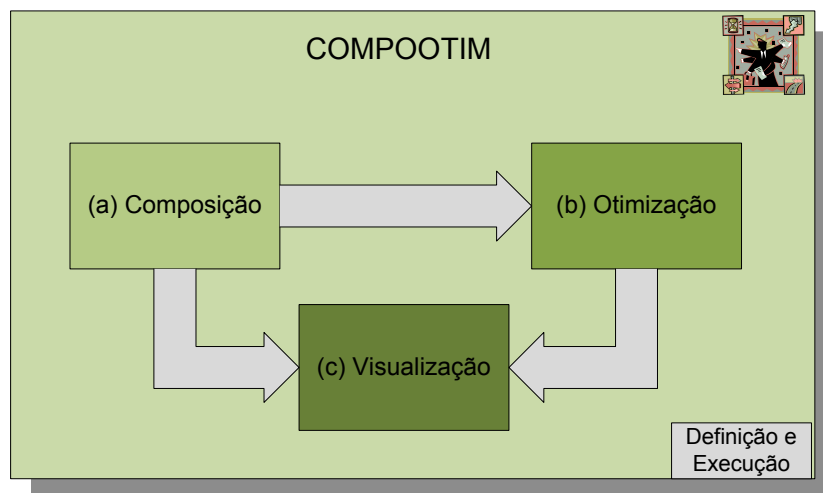 COMPOOTIM
(a) Composição
(b) Otimização
(c) Visualização
Definição e
Execução